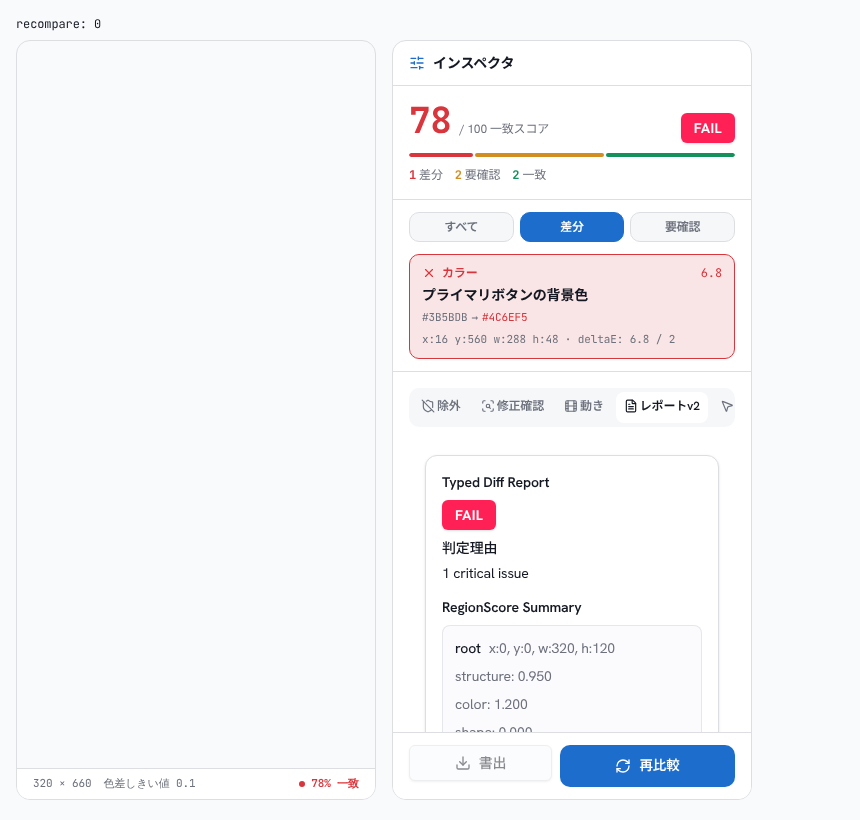 recompare: 0
インスペクタ
78 / 100 一致スコア FAIL
1 差分 2 要確認 2 一致
すべて 差分 要確認
カラー 6.8
プライマリボタンの背景色
#3B5BDB → #4C6EF5
x:16 y:560 w:288 h:48 · deltaE: 6.8 / 2
除外 修正確認 動き レポートv2
Typed Diff Report
FAIL
判定理由
1 critical issue
RegionScore Summary
root x:0, y:0, w:320, h:120
structure: 0.950
color: 1.200
shape: 0.900
320 × 660 色差しきい値 0.1 78% 一致
書出 再比較